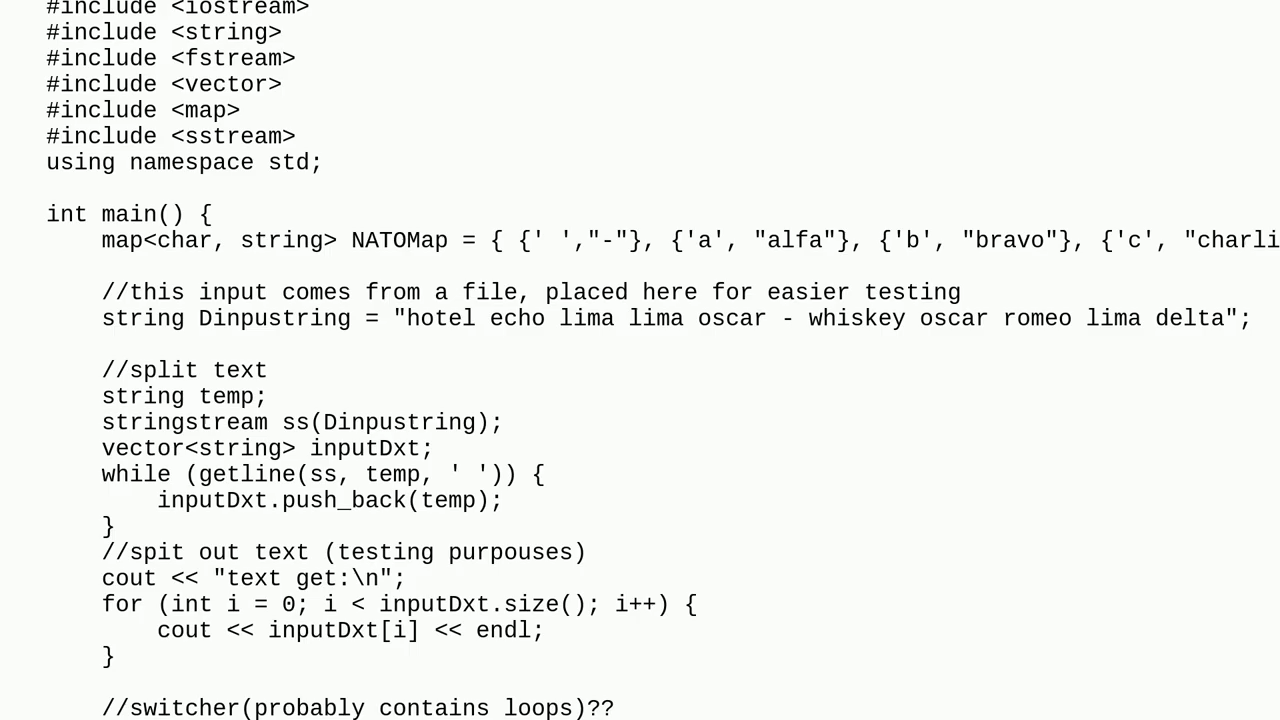 #include <iostream>
#include <string>
#include <fstream>
#include <vector>
#include <map>
#include <sstream>
using namespace std;

int main() {
    map<char, string> NATOMap = { {' ',"-"}, {'a', "alfa"}, {'b', "bravo"}, {'c', "charli

    //this input comes from a file, placed here for easier testing
    string Dinpustring = "hotel echo lima lima oscar - whiskey oscar romeo lima delta";

    //split text
    string temp;
    stringstream ss(Dinpustring);
    vector<string> inputDxt;
    while (getline(ss, temp, ' ')) {
        inputDxt.push_back(temp);
    }
    //spit out text (testing purpouses)
    cout << "text get:\n";
    for (int i = 0; i < inputDxt.size(); i++) {
        cout << inputDxt[i] << endl;
    }

    //switcher(probably contains loops)??